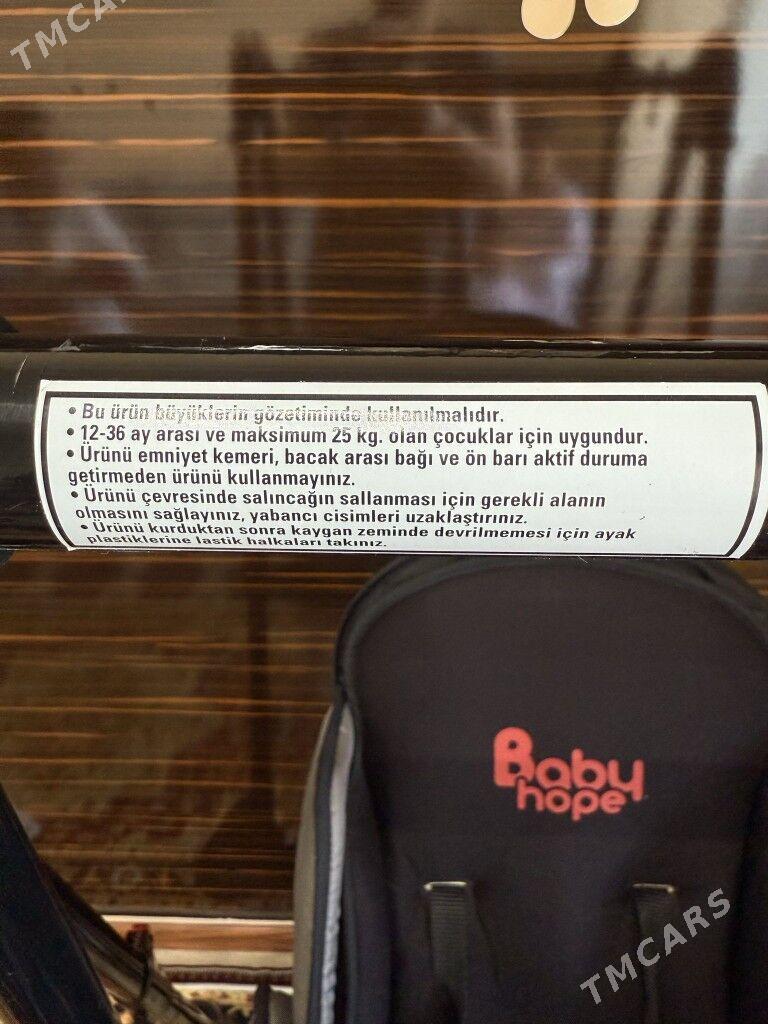 TMCARS
• Bu ürün büyüklerin gözetiminde kullanılmalıdır.
• 12-36 ay arası ve maksimum 25 kg. olan çocuklar için uygundur.
• Ürünü emniyet kemeri, bacak arası bağı ve ön barı aktif duruma
getirmeden ürünü kullanmayınız.
• Ürünü çevresinde salıncağın sallanması için gerekli alanın
olmasını sağlayınız, yabancı cisimleri uzaklaştırınız.
• Ürünü kurduktan sonra kaygan zeminde devrilmemesi için ayak
plastiklerine lastik halkaları takınız.
Baby
hope
TMCARS